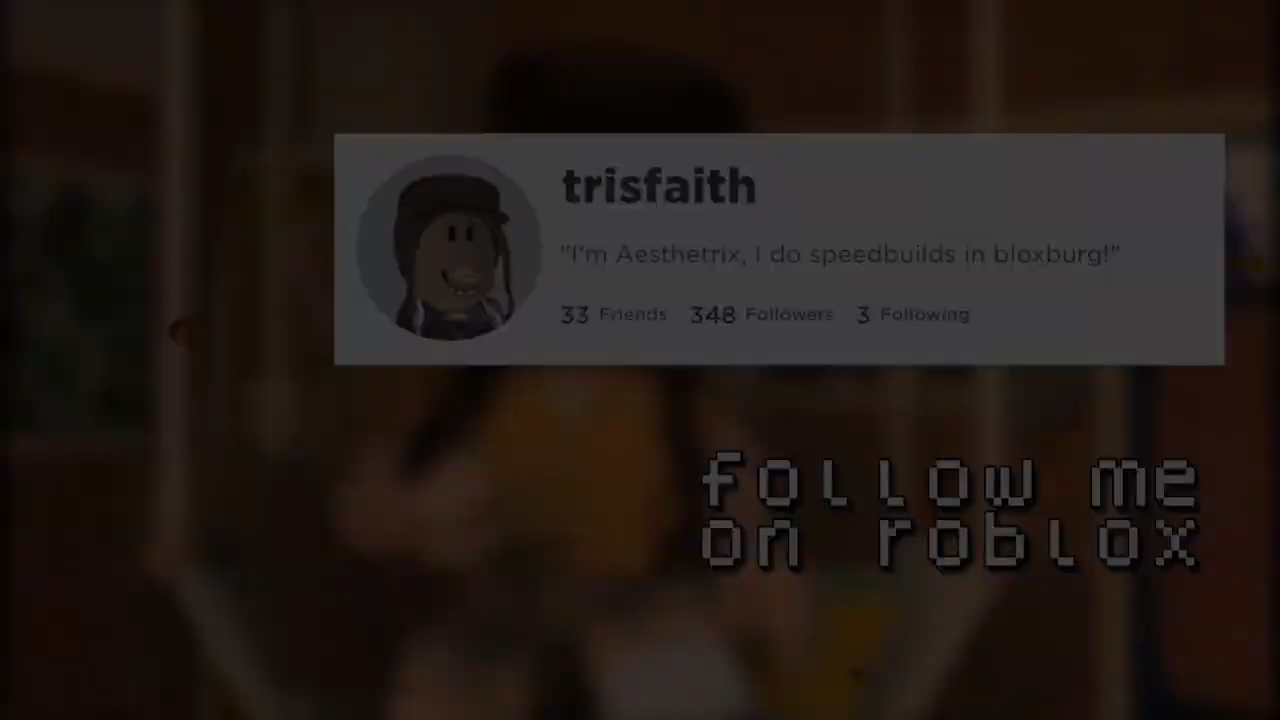 trisfaith
"I'm Aesthetrix, I do speedbuilds in bloxburg!"
33 Friends 348 Followers 3 Following
follow me
on roblox